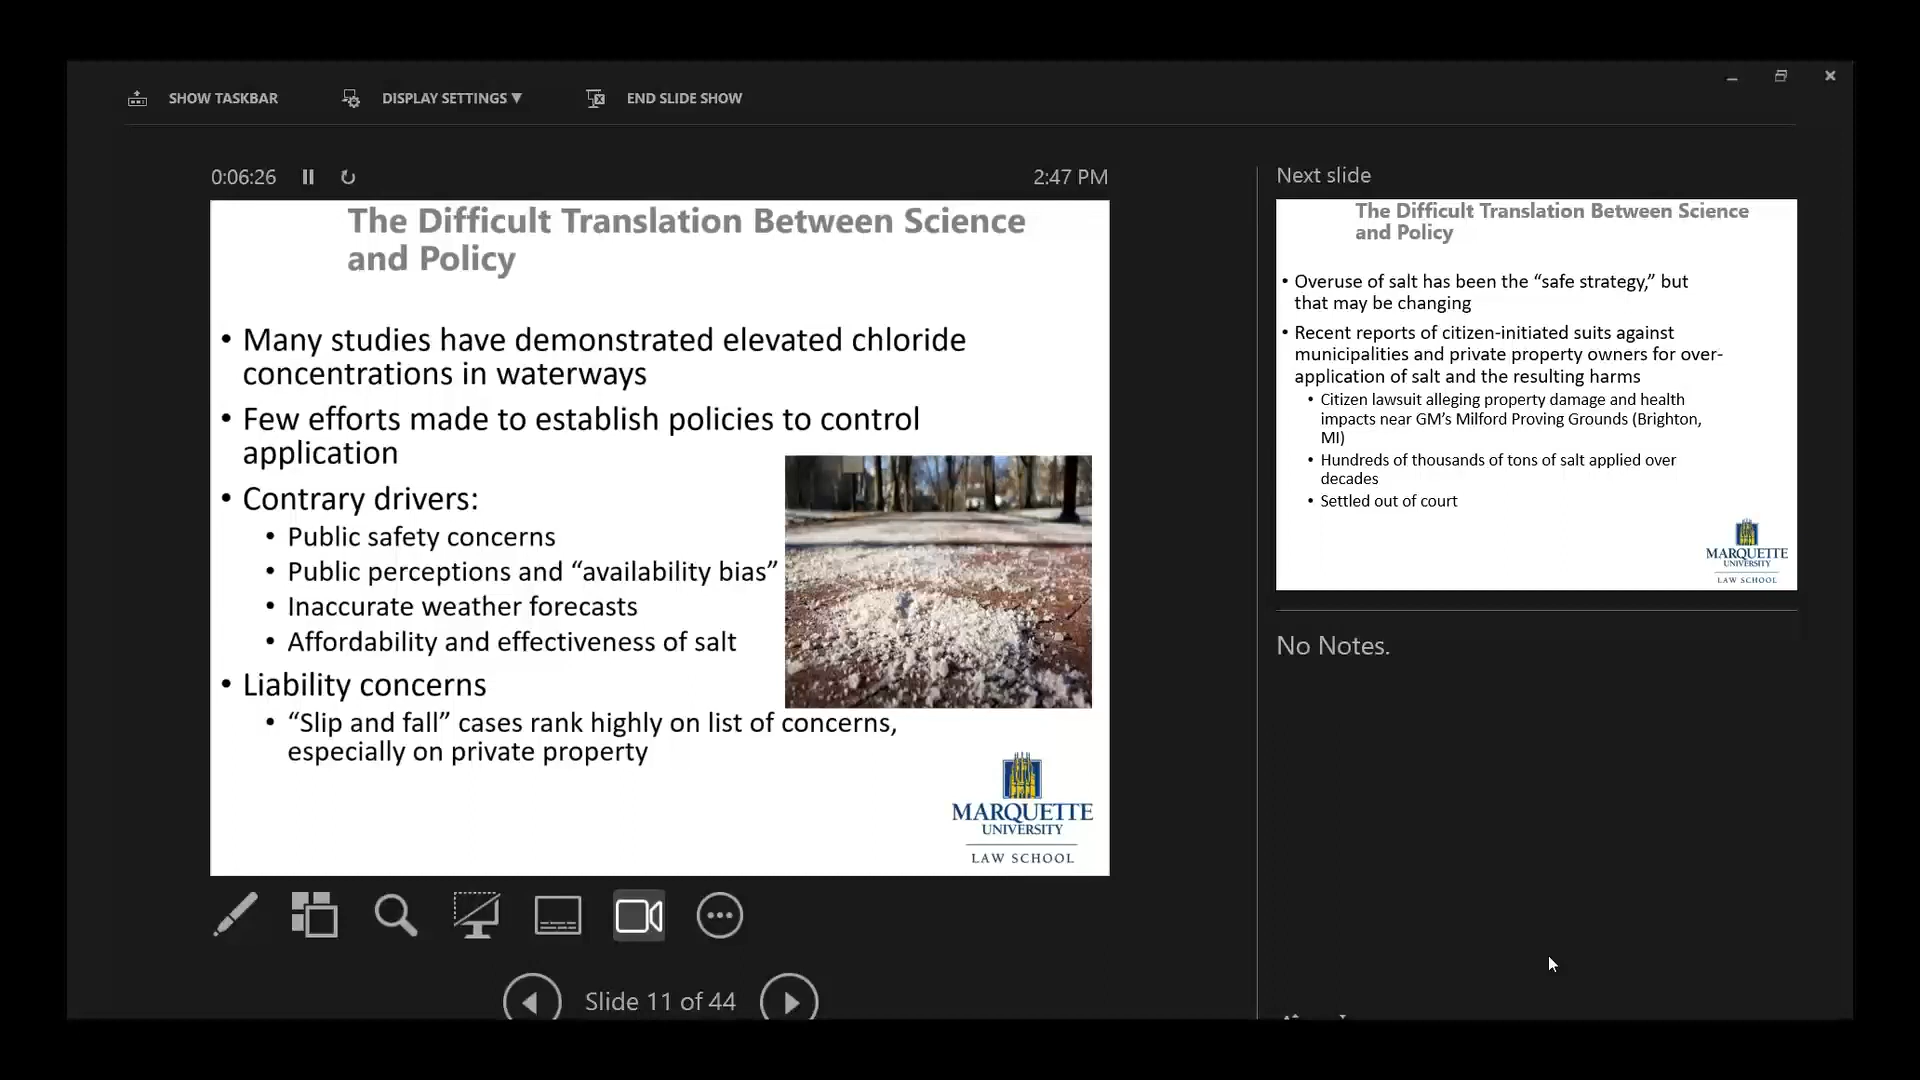 SHOW TASKBAR
DISPLAY SETTINGS ▼
END SLIDE SHOW
0:06:26
2:47 PM
The Difficult Translation Between Science
and Policy
• Many studies have demonstrated elevated chloride
concentrations in waterways
• Few efforts made to establish policies to control
application
• Contrary drivers:
• Public safety concerns
• Public perceptions and “availability bias”
• Inaccurate weather forecasts
• Affordability and effectiveness of salt
• Liability concerns
• “Slip and fall” cases rank highly on list of concerns,
especially on private property
MARQUETTE
UNIVERSITY
LAW SCHOOL
Slide 11 of 44
Next slide
The Difficult Translation Between Science
and Policy
• Overuse of salt has been the “safe strategy,” but
that may be changing
• Recent reports of citizen-initiated suits against
municipalities and private property owners for over-
application of salt and the resulting harms
• Citizen lawsuit alleging property damage and health
impacts near GM’s Milford Proving Grounds (Brighton,
MI)
• Hundreds of thousands of tons of salt applied over
decades
• Settled out of court
MARQUETTE
UNIVERSITY
LAW SCHOOL
No Notes.